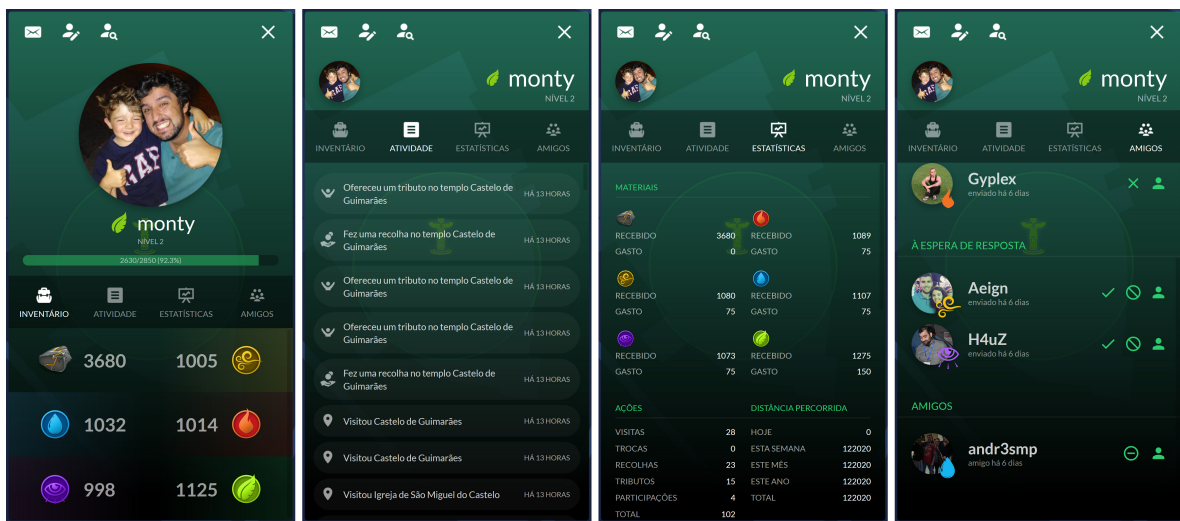 monty
NÍVEL 2
2630/2850 (92.3%)
INVENTÁRIO ATIVIDADE ESTATÍSTICAS AMIGOS
3680 1005
1032 1014
998 1125
monty
NÍVEL 2
INVENTÁRIO ATIVIDADE ESTATÍSTICAS AMIGOS
Ofereceu um tributo no templo Castelo de
Guimarães
HÁ 13 HORAS
Fez uma recolha no templo Castelo de
Guimarães
HÁ 13 HORAS
Ofereceu um tributo no templo Castelo de
Guimarães
HÁ 13 HORAS
Ofereceu um tributo no templo Castelo de
Guimarães
HÁ 13 HORAS
Fez uma recolha no templo Castelo de
Guimarães
HÁ 13 HORAS
Visitou Castelo de Guimarães HÁ 13 HORAS
Visitou Castelo de Guimarães HÁ 13 HORAS
Visitou Igreja de São Miguel do Castelo HÁ 13 HORAS
monty
NÍVEL 2
INVENTÁRIO ATIVIDADE ESTATÍSTICAS AMIGOS
MATERIAIS
RECEBIDO 3680 RECEBIDO 1089
GASTO 0 GASTO 75
RECEBIDO 1080 RECEBIDO 1107
GASTO 75 GASTO 75
RECEBIDO 1073 RECEBIDO 1275
GASTO 75 GASTO 150
AÇÕES DISTÂNCIA PERCORRIDA
VISITAS 28 HOJE 0
TROCAS 0 ESTA SEMANA 122020
RECOLHAS 23 ESTE MÊS 122020
TRIBUTOS 15 ESTE ANO 122020
PARTICIPAÇÕES 4 TOTAL 122020
TOTAL 102
monty
NÍVEL 2
INVENTÁRIO ATIVIDADE ESTATÍSTICAS AMIGOS
Gyplex
enviado há 6 dias
À ESPERA DE RESPOSTA
Aeign
enviado há 6 dias
H4uZ
enviado há 6 dias
AMIGOS
andr3smp
amigo há 6 dias